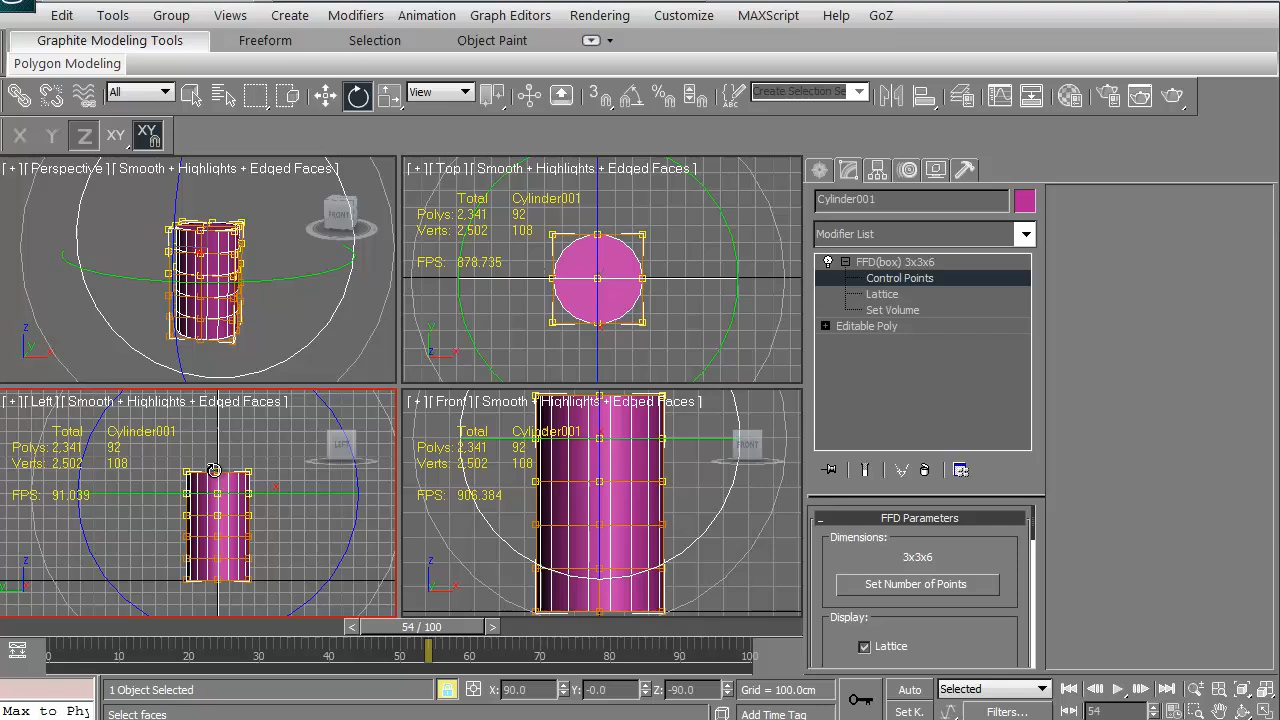 Edit Tools Group Views Create Modifiers Animation Graph Editors Rendering Customize MAXScript Help GoZ
Graphite Modeling Tools Freeform Selection Object Paint
Polygon Modeling
All View 3 Create Selection Se
X Y Z XY XY
[ + ][ Perspective ][ Smooth + Highlights + Edged Faces ]
FRONT
z x y
[ + ][ Top ][ Smooth + Highlights + Edged Faces ]
Total Cylinder001
Polys: 2,341 92
Verts: 2,502 108
FPS: 878.735
y z x
[ + ][ Left ][ Smooth + Highlights + Edged Faces ]
Total Cylinder001
Polys: 2,341 92
Verts: 2,502 108
FPS: 91.039
LEFT
x
z y
[ + ][ Front ][ Smooth + Highlights + Edged Faces ]
Total Cylinder001
Polys: 2,341 92
Verts: 2,502 108
FPS: 906.384
FRONT
z x
Cylinder001
Modifier List
FFD(box) 3x3x6
Control Points
Lattice
Set Volume
Editable Poly
FFD Parameters
Dimensions:
3x3x6
Set Number of Points
Display:
Lattice
< 54 / 100 >
0 10 20 30 40 50 60 70 80 90 100
1 Object Selected X: 90.0 Y: -0.0 Z: -90.0 Grid = 100.0cm Auto Selected
Max to Phy Select faces Add Time Tag Set K. Filters... 54